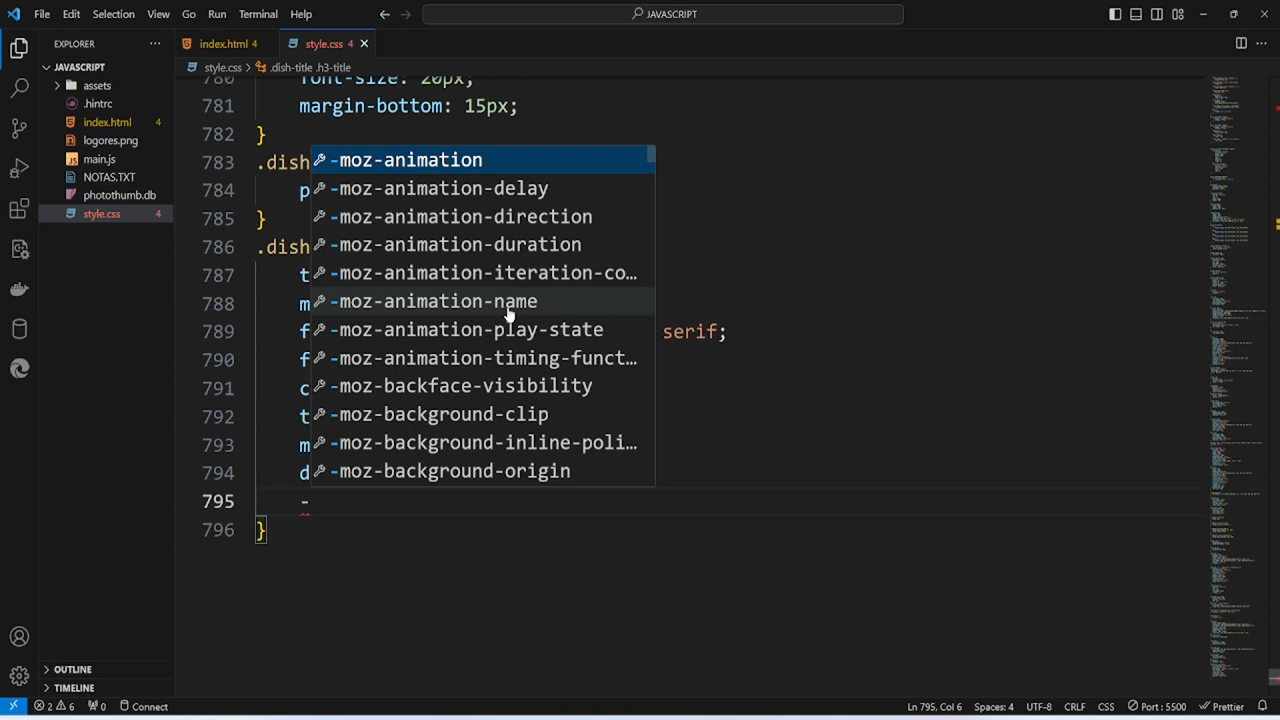 File Edit Selection View Go Run Terminal Help
JAVASCRIPT
EXPLORER
index.html 4
style.css 4
JAVASCRIPT
style.css > .dish-title .h3-title
assets
.hintrc
index.html 4
logores.png
main.js
NOTAS.TXT
photothumb.db
style.css 4
780 font-size: 20px;
781 margin-bottom: 15px
782 }
783 .dish
784 p
785 }
786 .dish
787 t
788 m
789 f serif;
790 f
791 c
792 t
793 m
794 d
795 -
796 }
-moz-animation
-moz-animation-delay
-moz-animation-direction
-moz-animation-duration
-moz-animation-iteration-co…
-moz-animation-name
-moz-animation-play-state
-moz-animation-timing-funct…
-moz-backface-visibility
-moz-background-clip
-moz-background-inline-poli…
-moz-background-origin
OUTLINE
TIMELINE
2 6 0 Connect
Ln 795, Col 6 Spaces: 4 UTF-8 CRLF CSS Port : 5500 Prettier